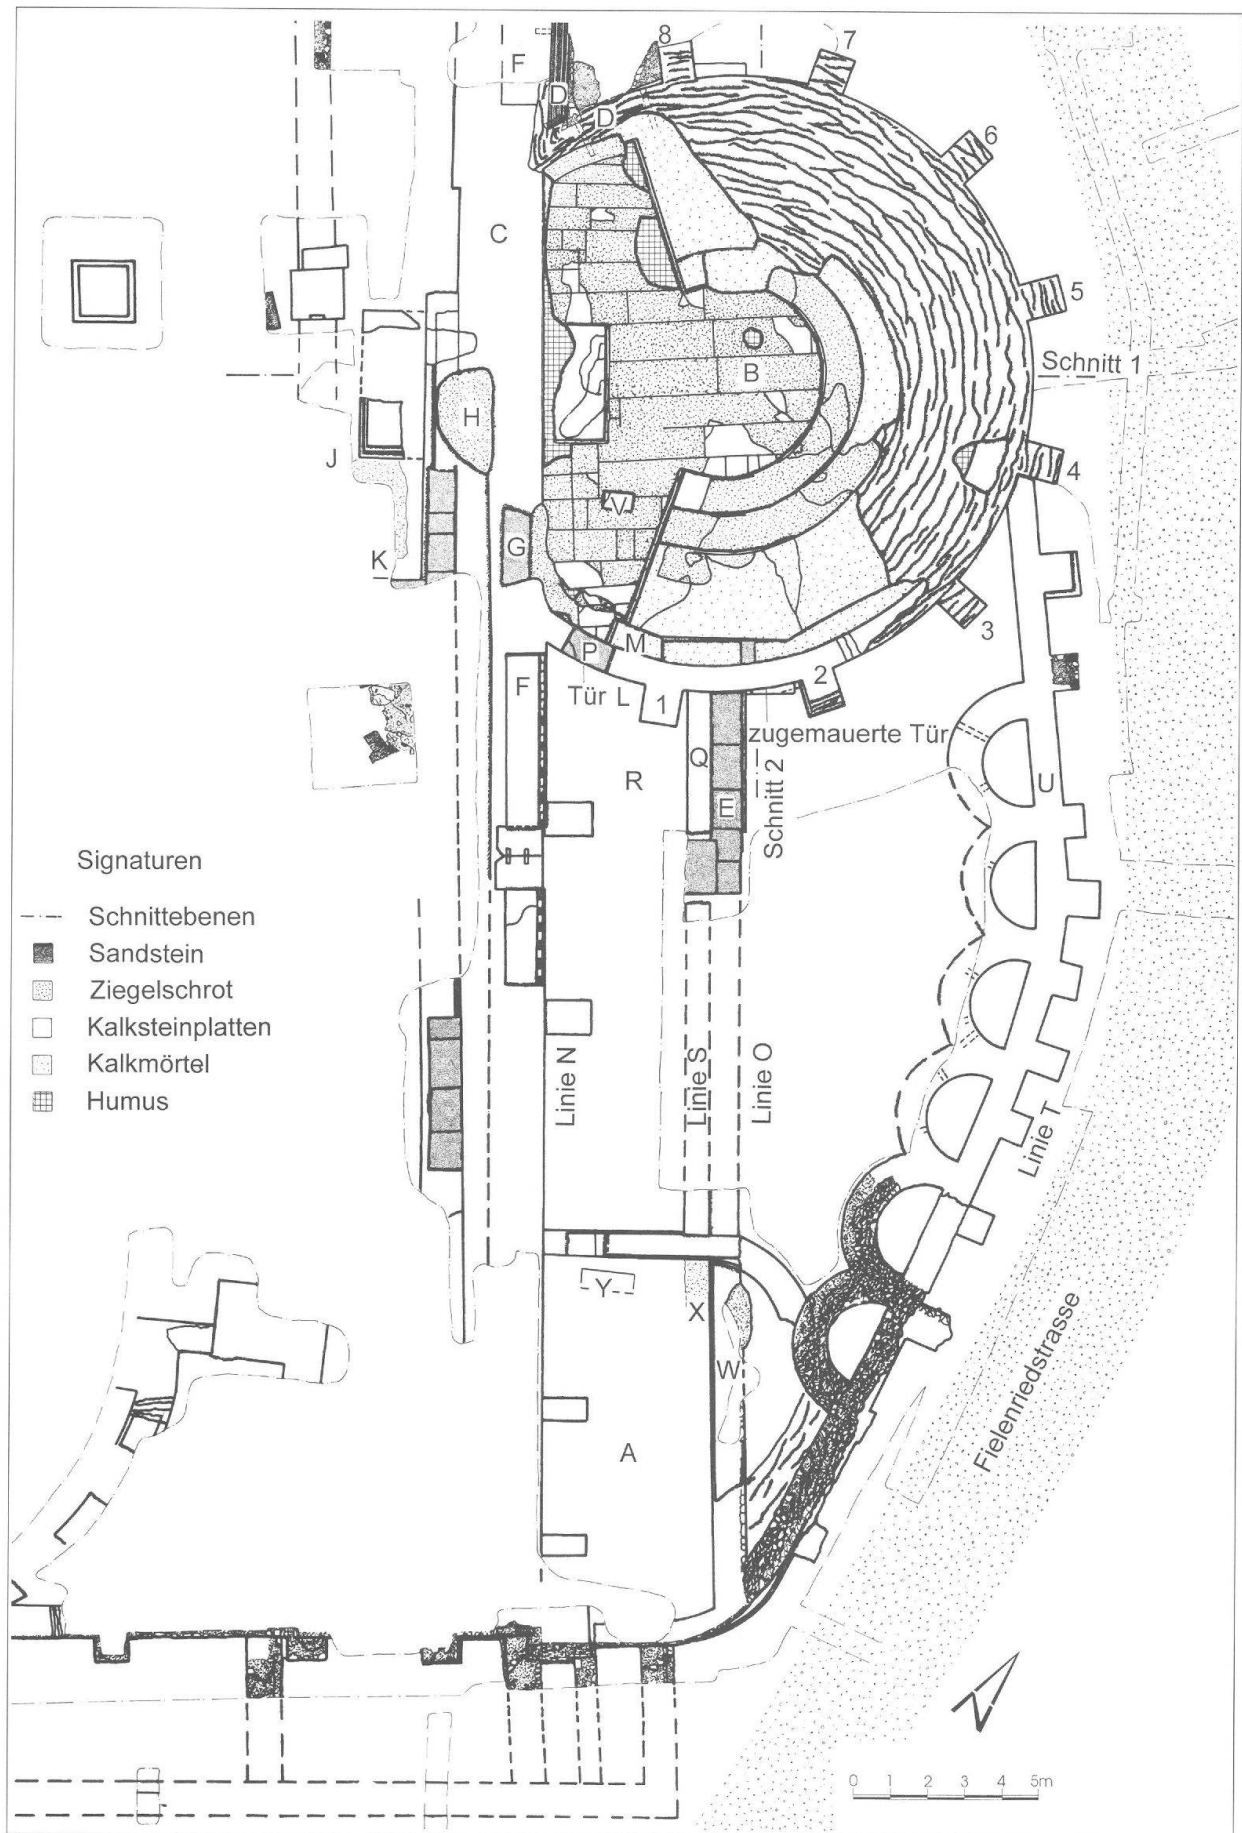 8
7
F
D
D
6
C
5
Schnitt 1
B
H
J
4
V
G
K
3
M
P
2
F
Tür L
1
zugemauerte Tür
Q
R
U
E
Schnitt 2
Signaturen
Schnittebenen
Sandstein
Ziegelschrot
Kalksteinplatten
Kalkmörtel
Humus
Linie N
Linie S
Linie O
Linie T
Y
X
W
A
Fielenriedstrasse
0 1 2 3 4 5m